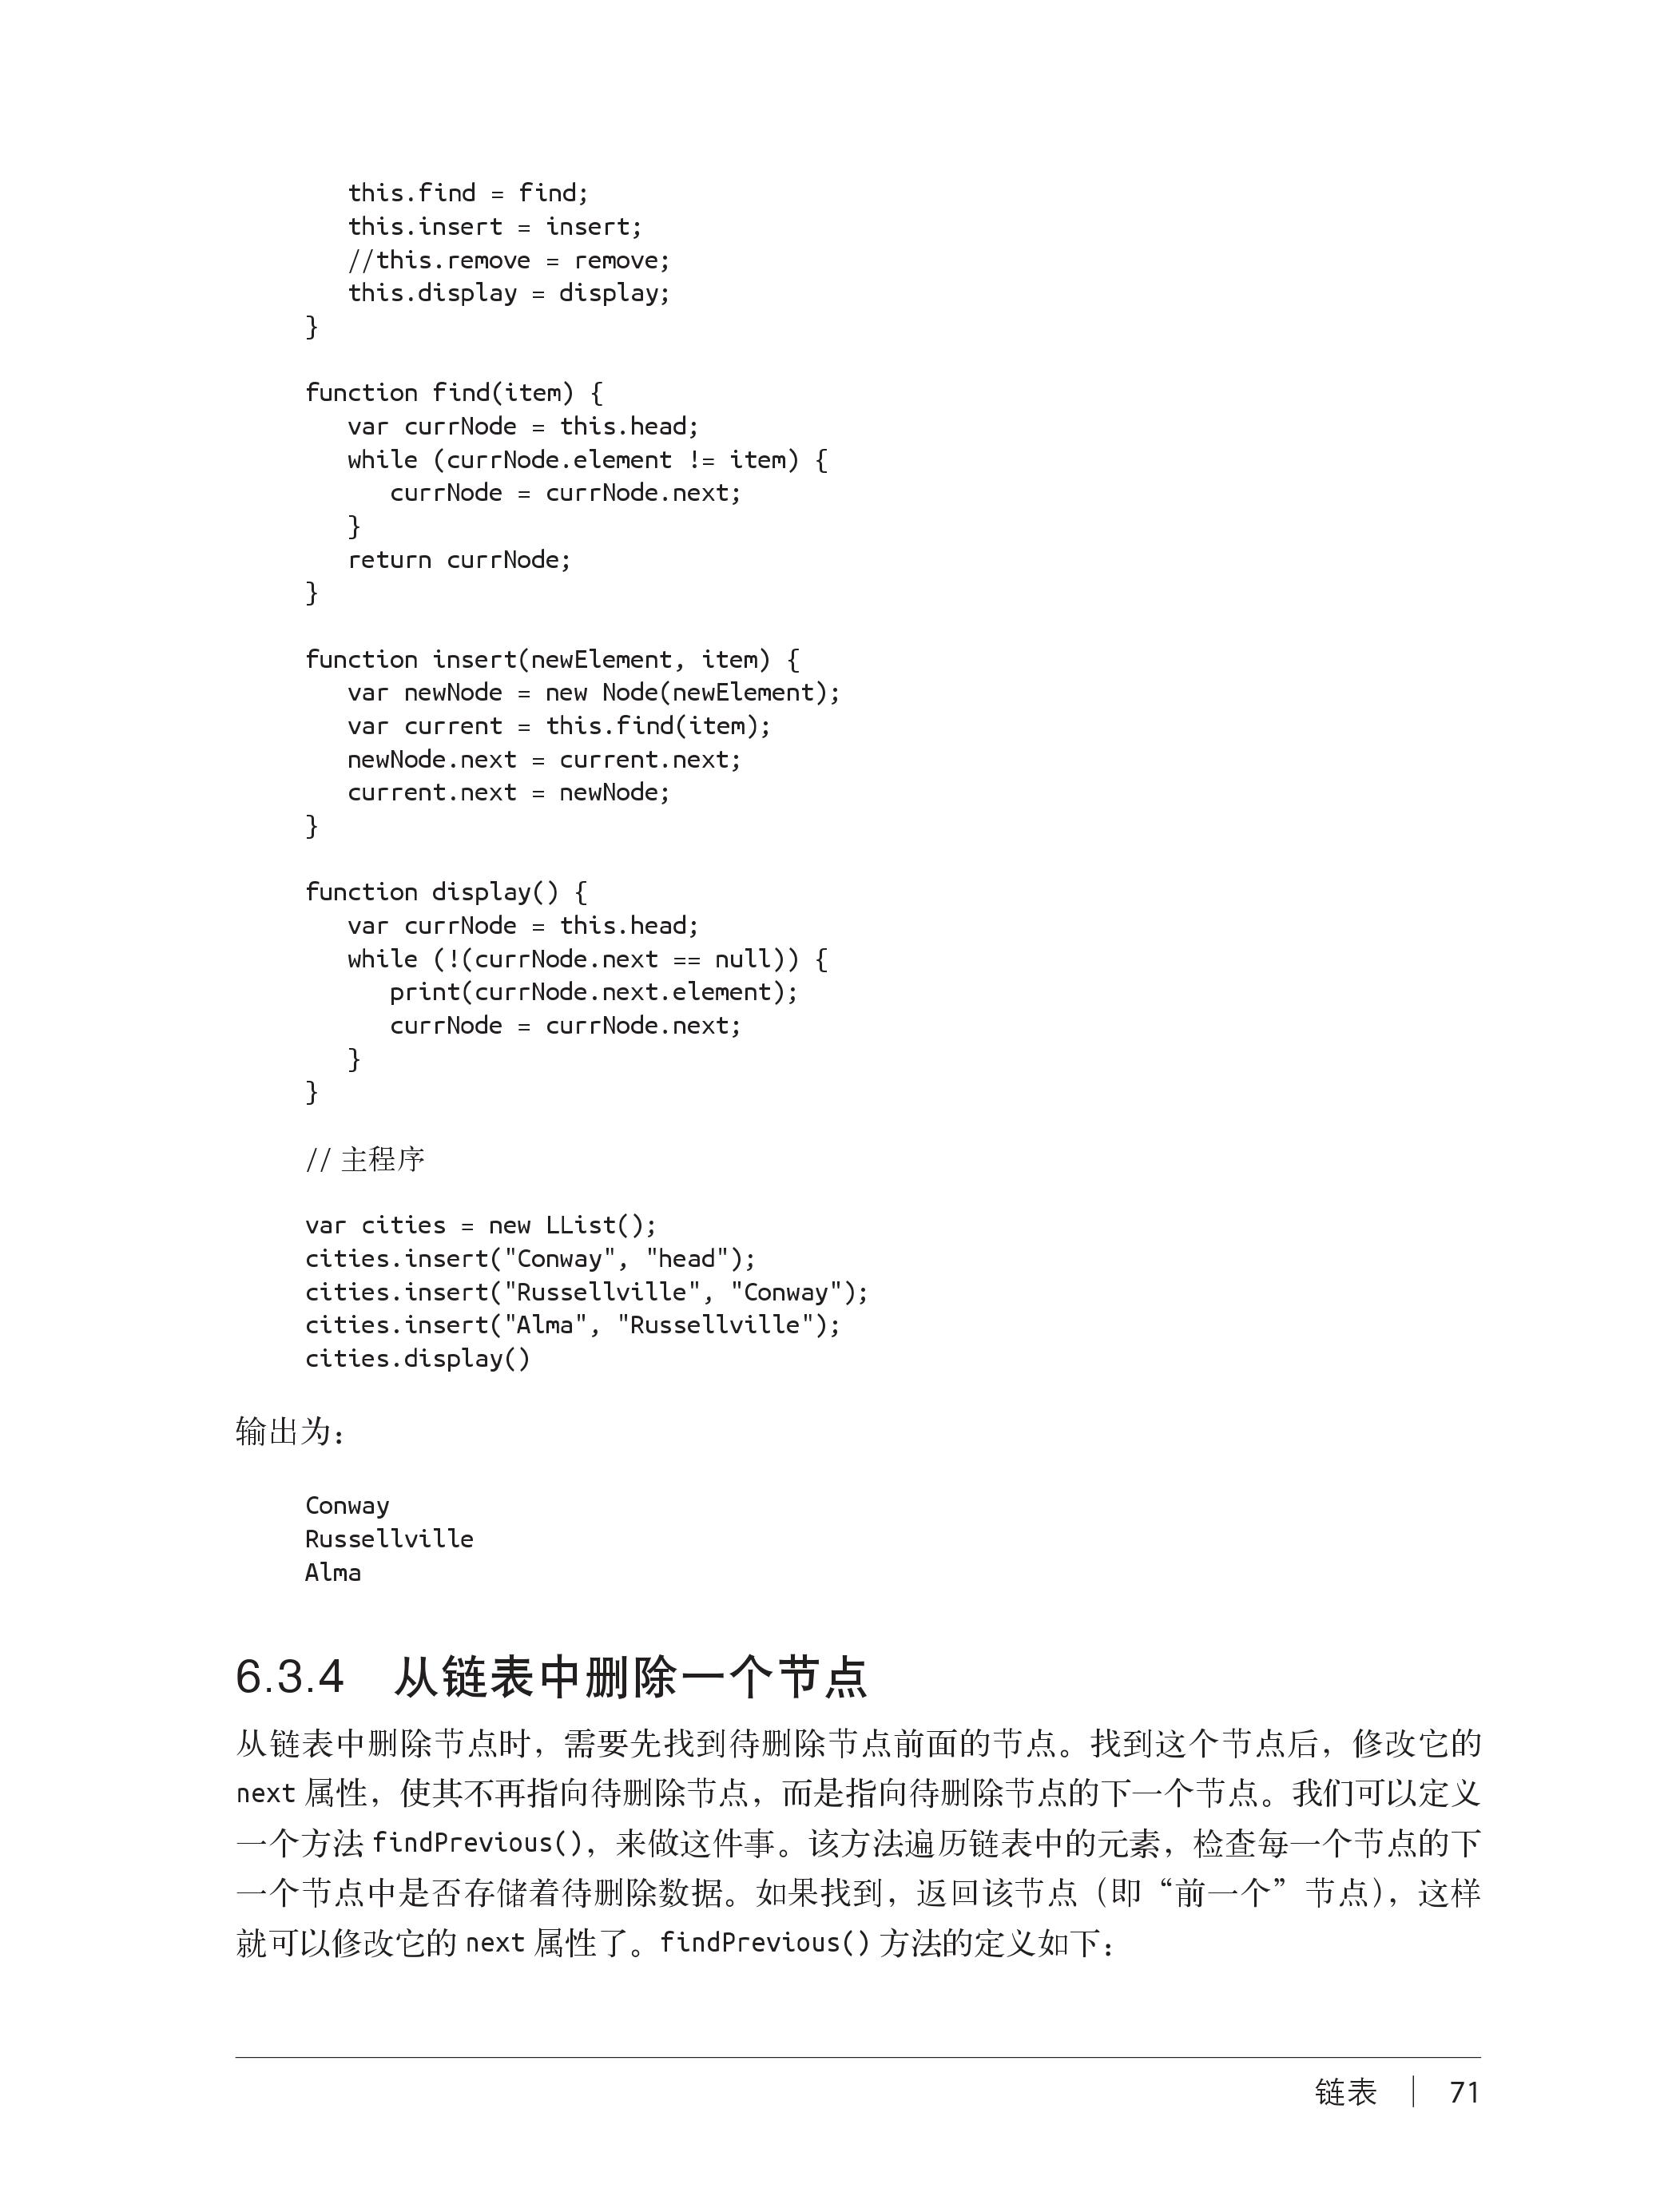 this.find = find;
this.insert = insert;
//this.remove = remove;
this.display = display;
}
function find(item) {
var currNode = this.head;
while (currNode.element != item) {
currNode = currNode.next;
}
return currNode;
}
function insert(newElement, item) {
var newNode = new Node(newElement);
var current = this.find(item);
newNode.next = current.next;
current.next = newNode;
}
function display() {
var currNode = this.head;
while (!(currNode.next == null)) {
print(currNode.next.element);
currNode = currNode.next;
}
}
// 主程序
var cities = new LList();
cities.insert("Conway", "head");
cities.insert("Russellville", "Conway");
cities.insert("Alma", "Russellville");
cities.display()
输出为：
Conway
Russellville
Alma
6.3.4 从链表中删除一个节点
从链表中删除节点时，需要先找到待删除节点前面的节点。找到这个节点后，修改它的
next 属性，使其不再指向待删除节点，而是指向待删除节点的下一个节点。我们可以定义
一个方法 findPrevious()，来做这件事。该方法遍历链表中的元素，检查每一个节点的下
一个节点中是否存储着待删除数据。如果找到，返回该节点（即“前一个”节点），这样
就可以修改它的 next 属性了。findPrevious() 方法的定义如下：
链表 | 71